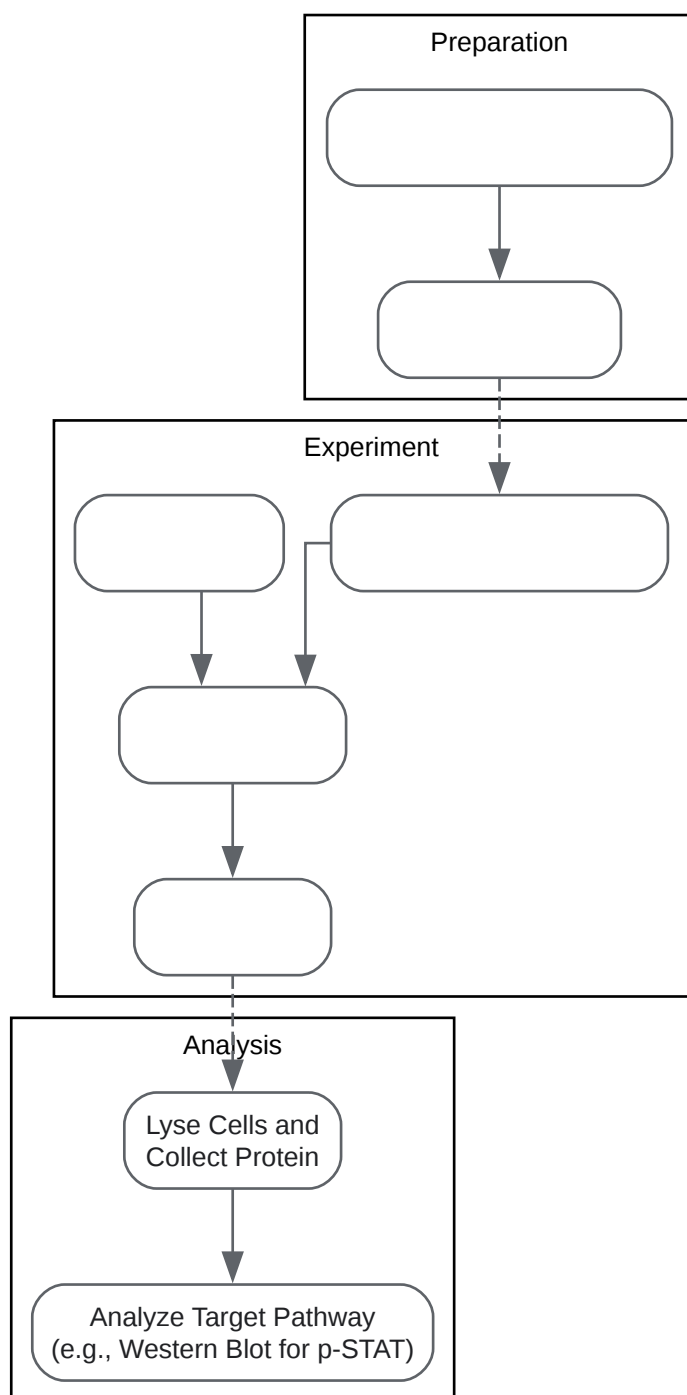 Preparation
Experiment
Analysis
Lyse Cells and
Collect Protein
Analyze Target Pathway
(e.g., Western Blot for p-STAT)